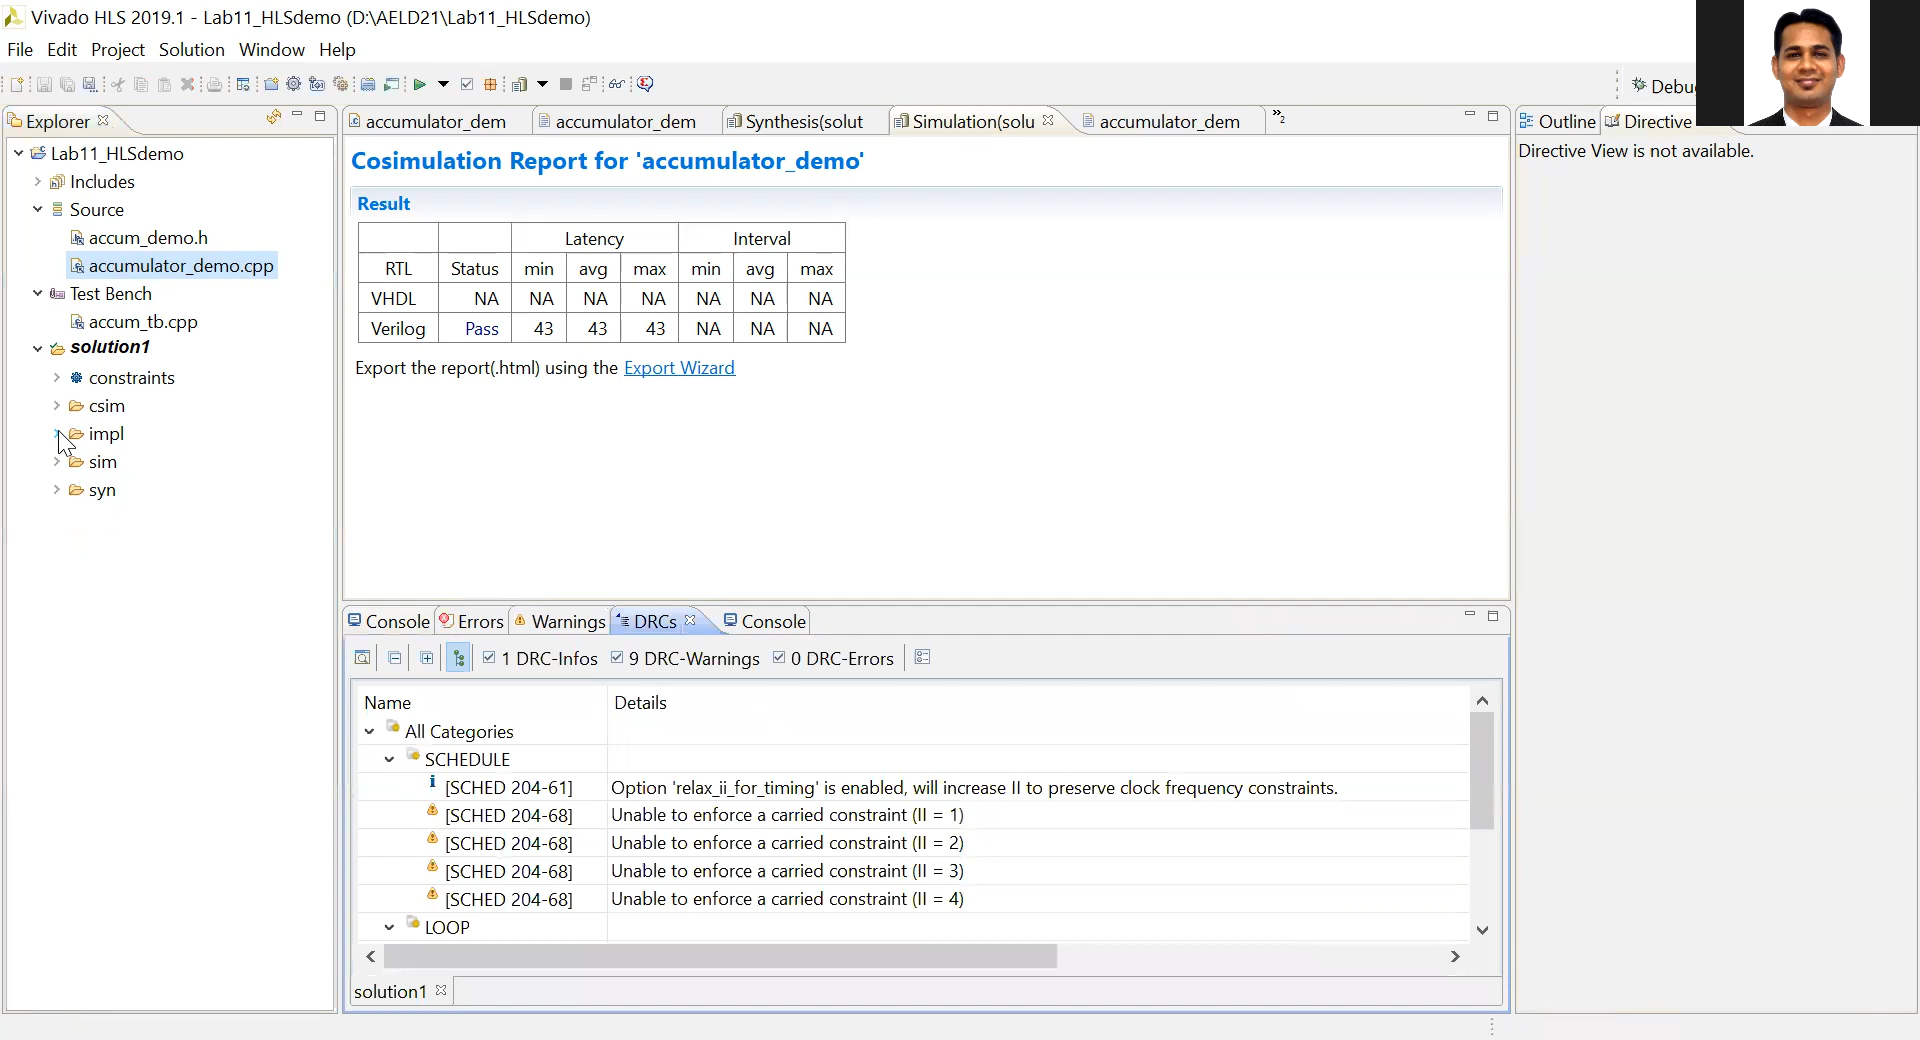 Vivado HLS 2019.1 - Lab11_HLSdemo (D:\AELD21\Lab11_HLSdemo)
File Edit Project Solution Window Help
Debu
Explorer
Lab11_HLSdemo
Includes
Source
accum_demo.h
accumulator_demo.cpp
Test Bench
accum_tb.cpp
solution1
constraints
csim
impl
sim
syn
accumulator_dem accumulator_dem Synthesis(solut Simulation(solu accumulator_dem »2
Cosimulation Report for 'accumulator_demo'
Result
Latency Interval
RTL Status min avg max min avg max
VHDL NA NA NA NA NA NA NA
Verilog Pass 43 43 43 NA NA NA
Export the report(.html) using the Export Wizard
Outline Directive
Directive View is not available.
Console Errors Warnings DRCs Console
1 DRC-Infos 9 DRC-Warnings 0 DRC-Errors
Name Details
All Categories
SCHEDULE
[SCHED 204-61] Option 'relax_ii_for_timing' is enabled, will increase II to preserve clock frequency constraints.
[SCHED 204-68] Unable to enforce a carried constraint (II = 1)
[SCHED 204-68] Unable to enforce a carried constraint (II = 2)
[SCHED 204-68] Unable to enforce a carried constraint (II = 3)
[SCHED 204-68] Unable to enforce a carried constraint (II = 4)
LOOP
solution1